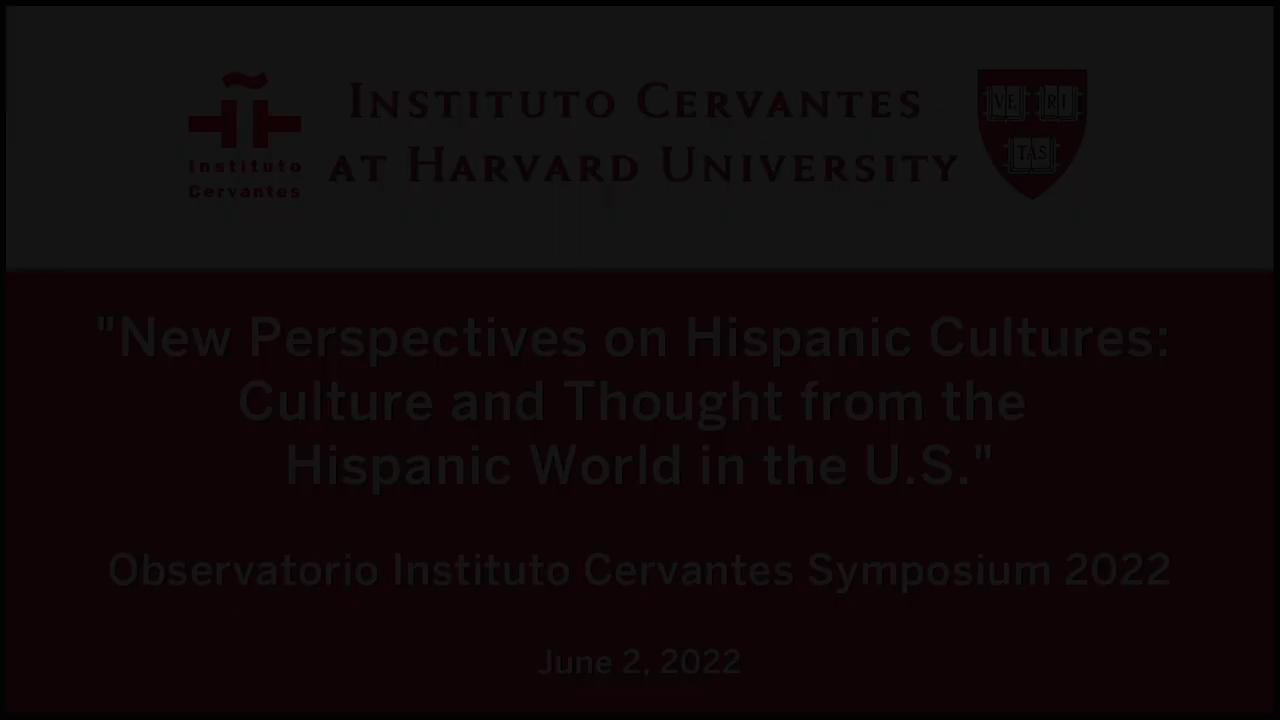 Instituto
Cervantes
INSTITUTO CERVANTES
AT HARVARD UNIVERSITY
VE RI
TAS
"New Perspectives on Hispanic Cultures:
Culture and Thought from the
Hispanic World in the U.S."
Observatorio Instituto Cervantes Symposium 2022
June 2, 2022